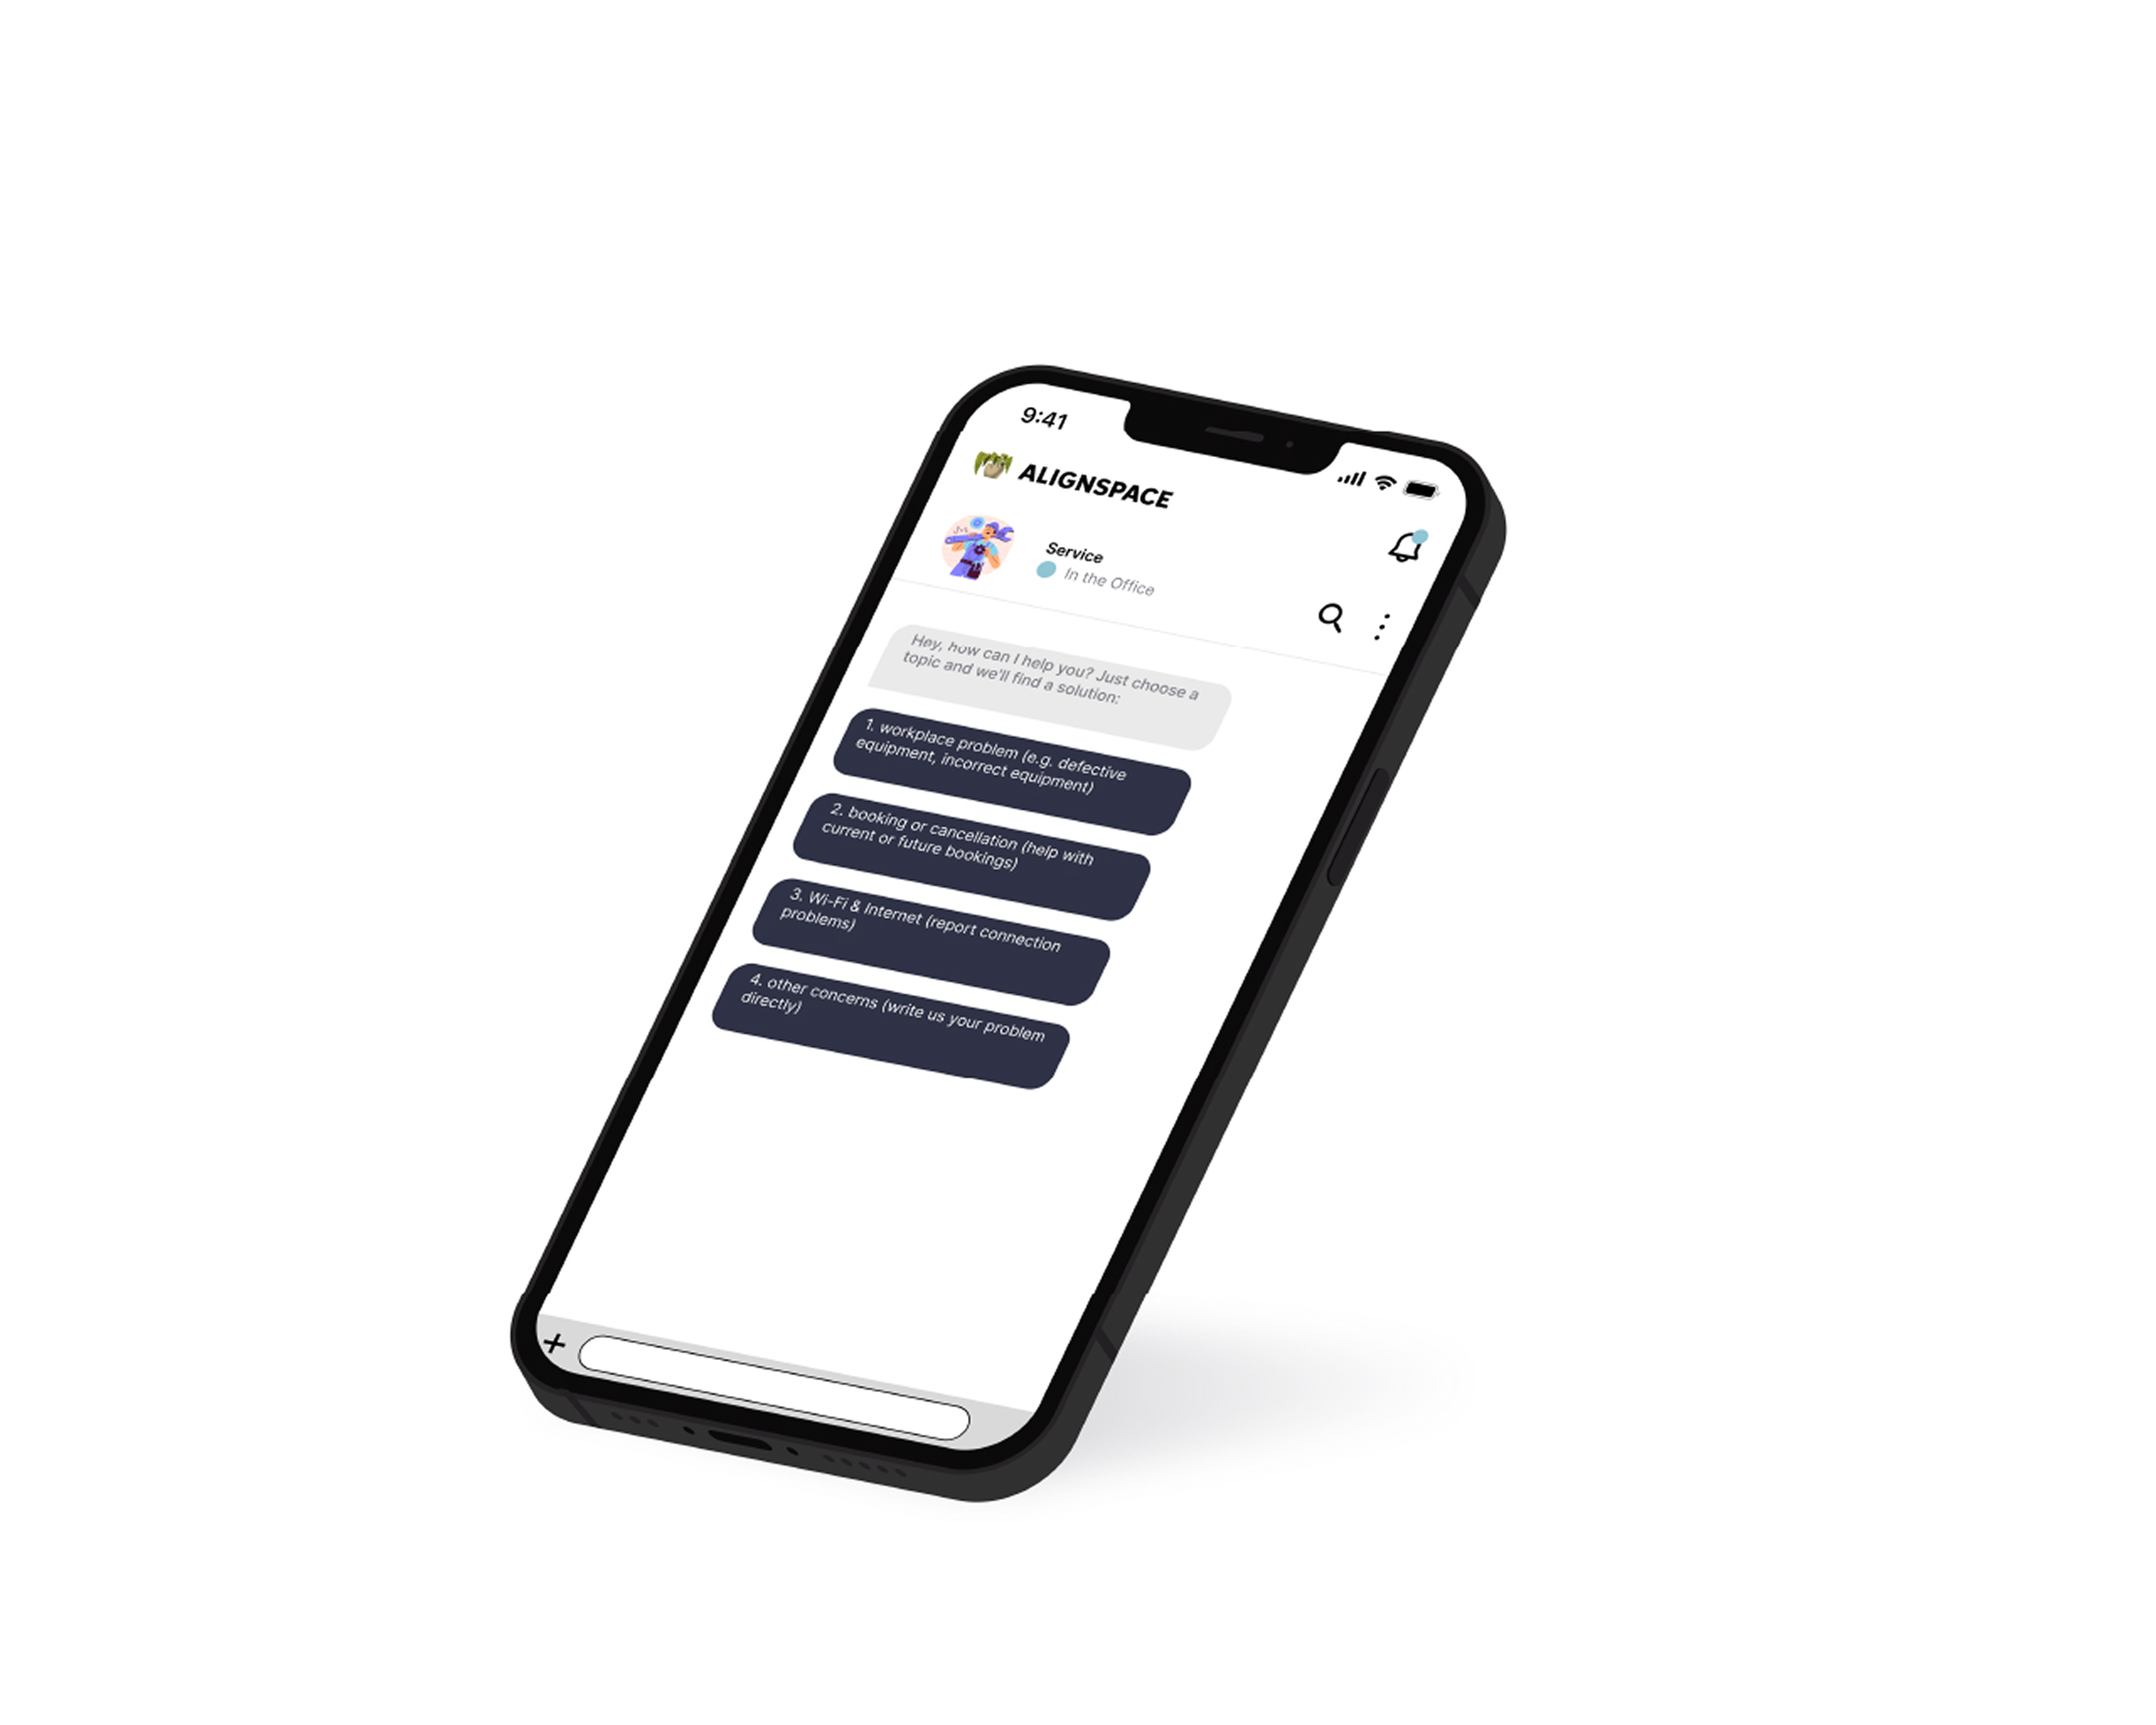 9:41
ALIGNSPACE
Service
In the Office
Hey, how can I help you? Just choose a
topic and we'll find a solution:
1. workplace problem (e.g. defective
equipment, incorrect equipment)
2. booking or cancellation (help with
current or future bookings)
3. Wi-Fi & Internet (report connection
problems)
4. other concerns (write us your problem
directly)